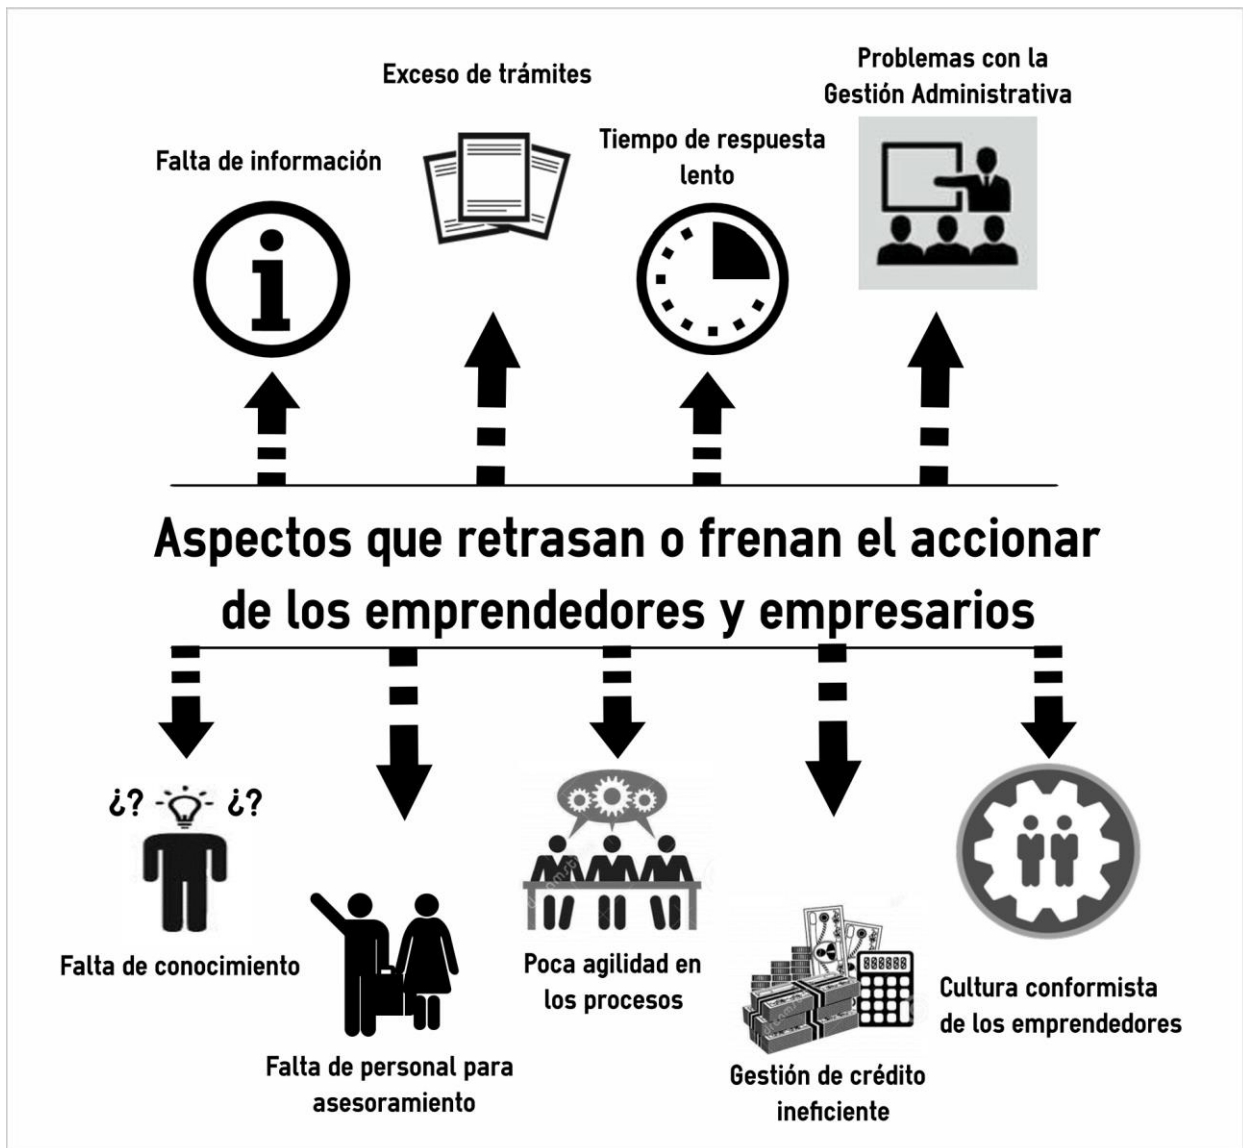 Problemas con la
Gestión Administrativa
Exceso de trámites
Tiempo de respuesta
lento
Falta de información
Aspectos que retrasan o frenan el accionar
de los emprendedores y empresarios
¿? ¿?
Falta de conocimiento
Falta de personal para
asesoramiento
Poca agilidad en
los procesos
Gestión de crédito
ineficiente
Cultura conformista
de los emprendedores